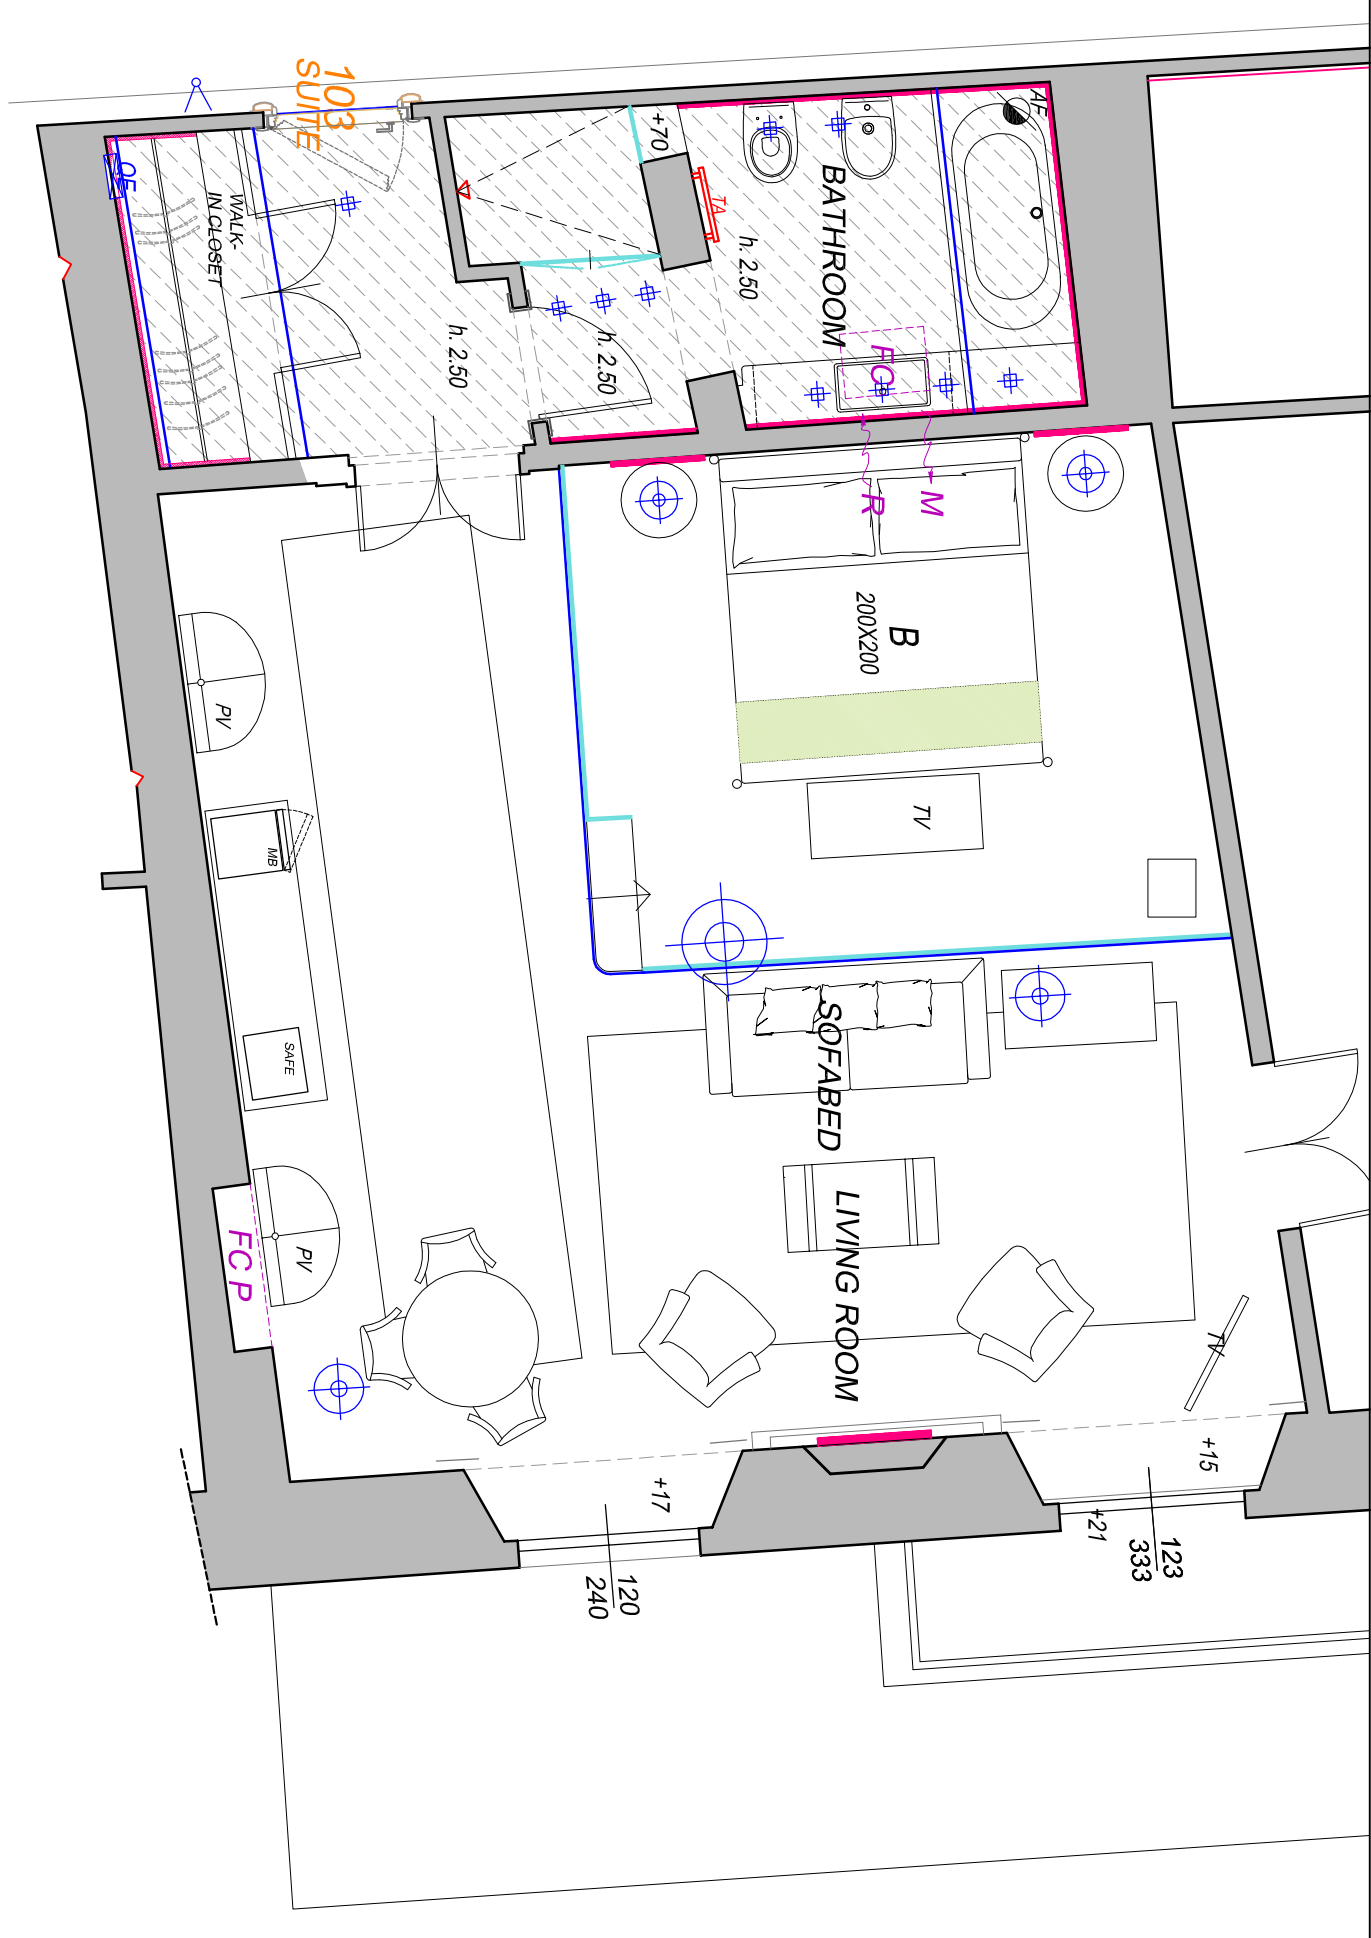 103
SUITE
QE
WALK-
IN CLOSET
+70
TA
h. 2.50
BATHROOM
AF
h. 2.50
h. 2.50
FC
R
M
B
200X200
PV
TV
MB
SAFE
SOFABED
LIVING ROOM
PV
FC P
TV
+17
+15
+21
120
240
123
333